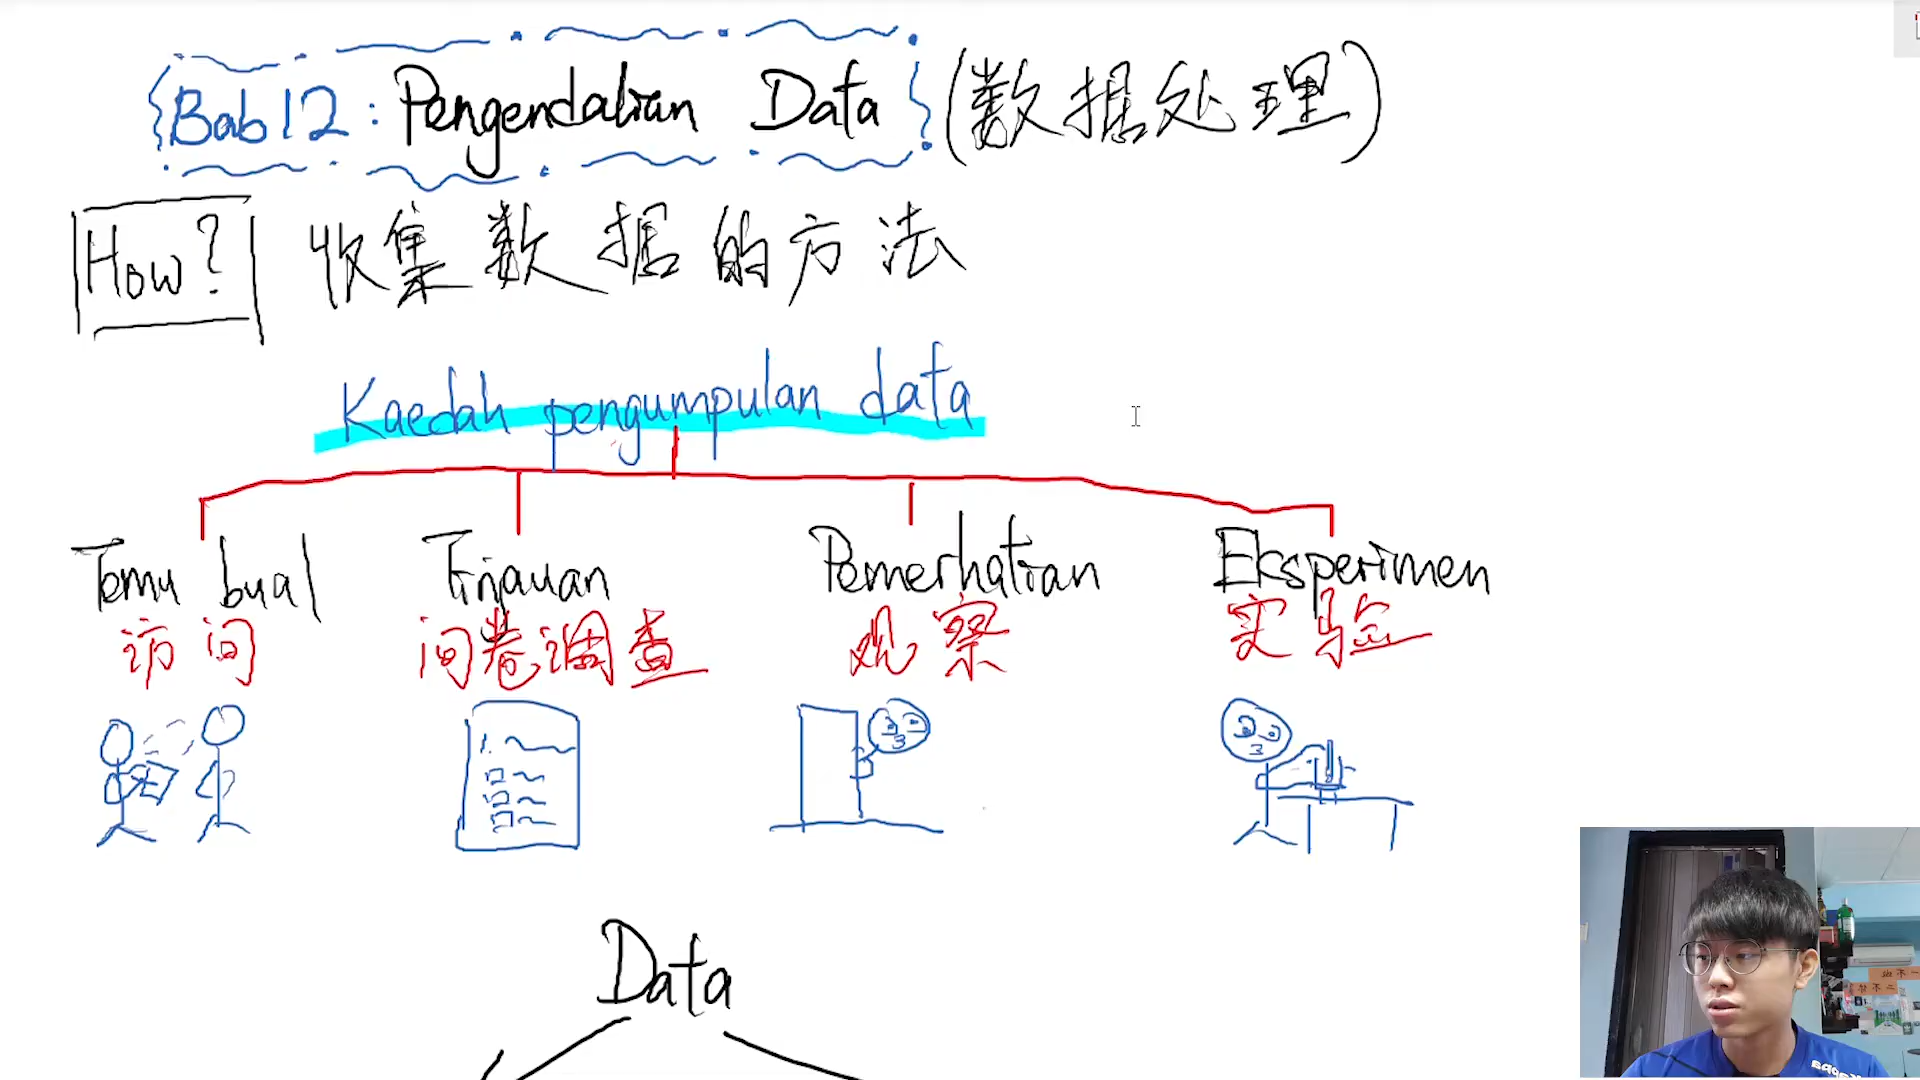 Bab 12: Pengendalian Data (数据处理)
How? 收集数据的方法
Kaedah pengumpulan data
Temu bual Tinjauan Pemerhatian Eksperimen
访问 问卷调查 观察 实验
1.
Data